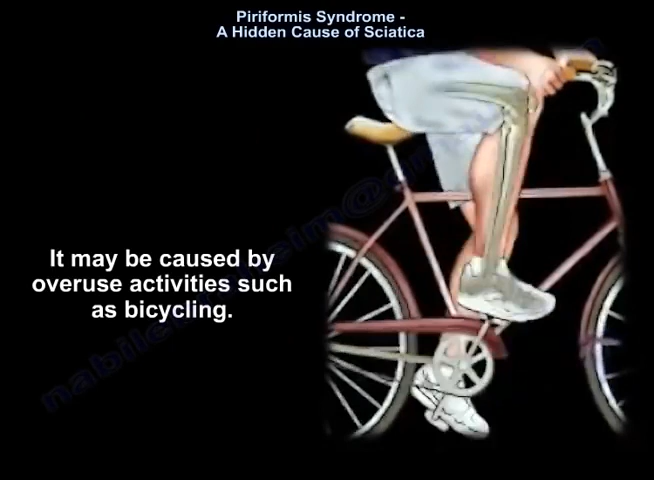 Piriformis Syndrome -
A Hidden Cause of Sciatica
It may be caused by
overuse activities such
as bicycling.